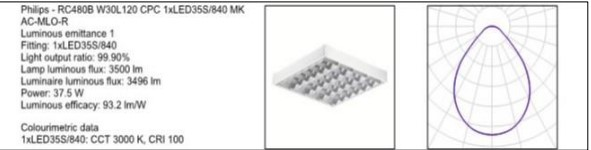 Philips - RC480B W30L120 CPC 1xLED35S/840 MK
AC-MLO-R
Luminous emittance 1
Fitting: 1xLED35S/840
Light output ratio: 99.90%
Lamp luminous flux: 3500 lm
Luminaire luminous flux: 3496 lm
Power: 37.5 W
Luminous efficacy: 93.2 lm/W
Colourimetric data
1xLED35S/840: CCT 3000 K, CRI 100